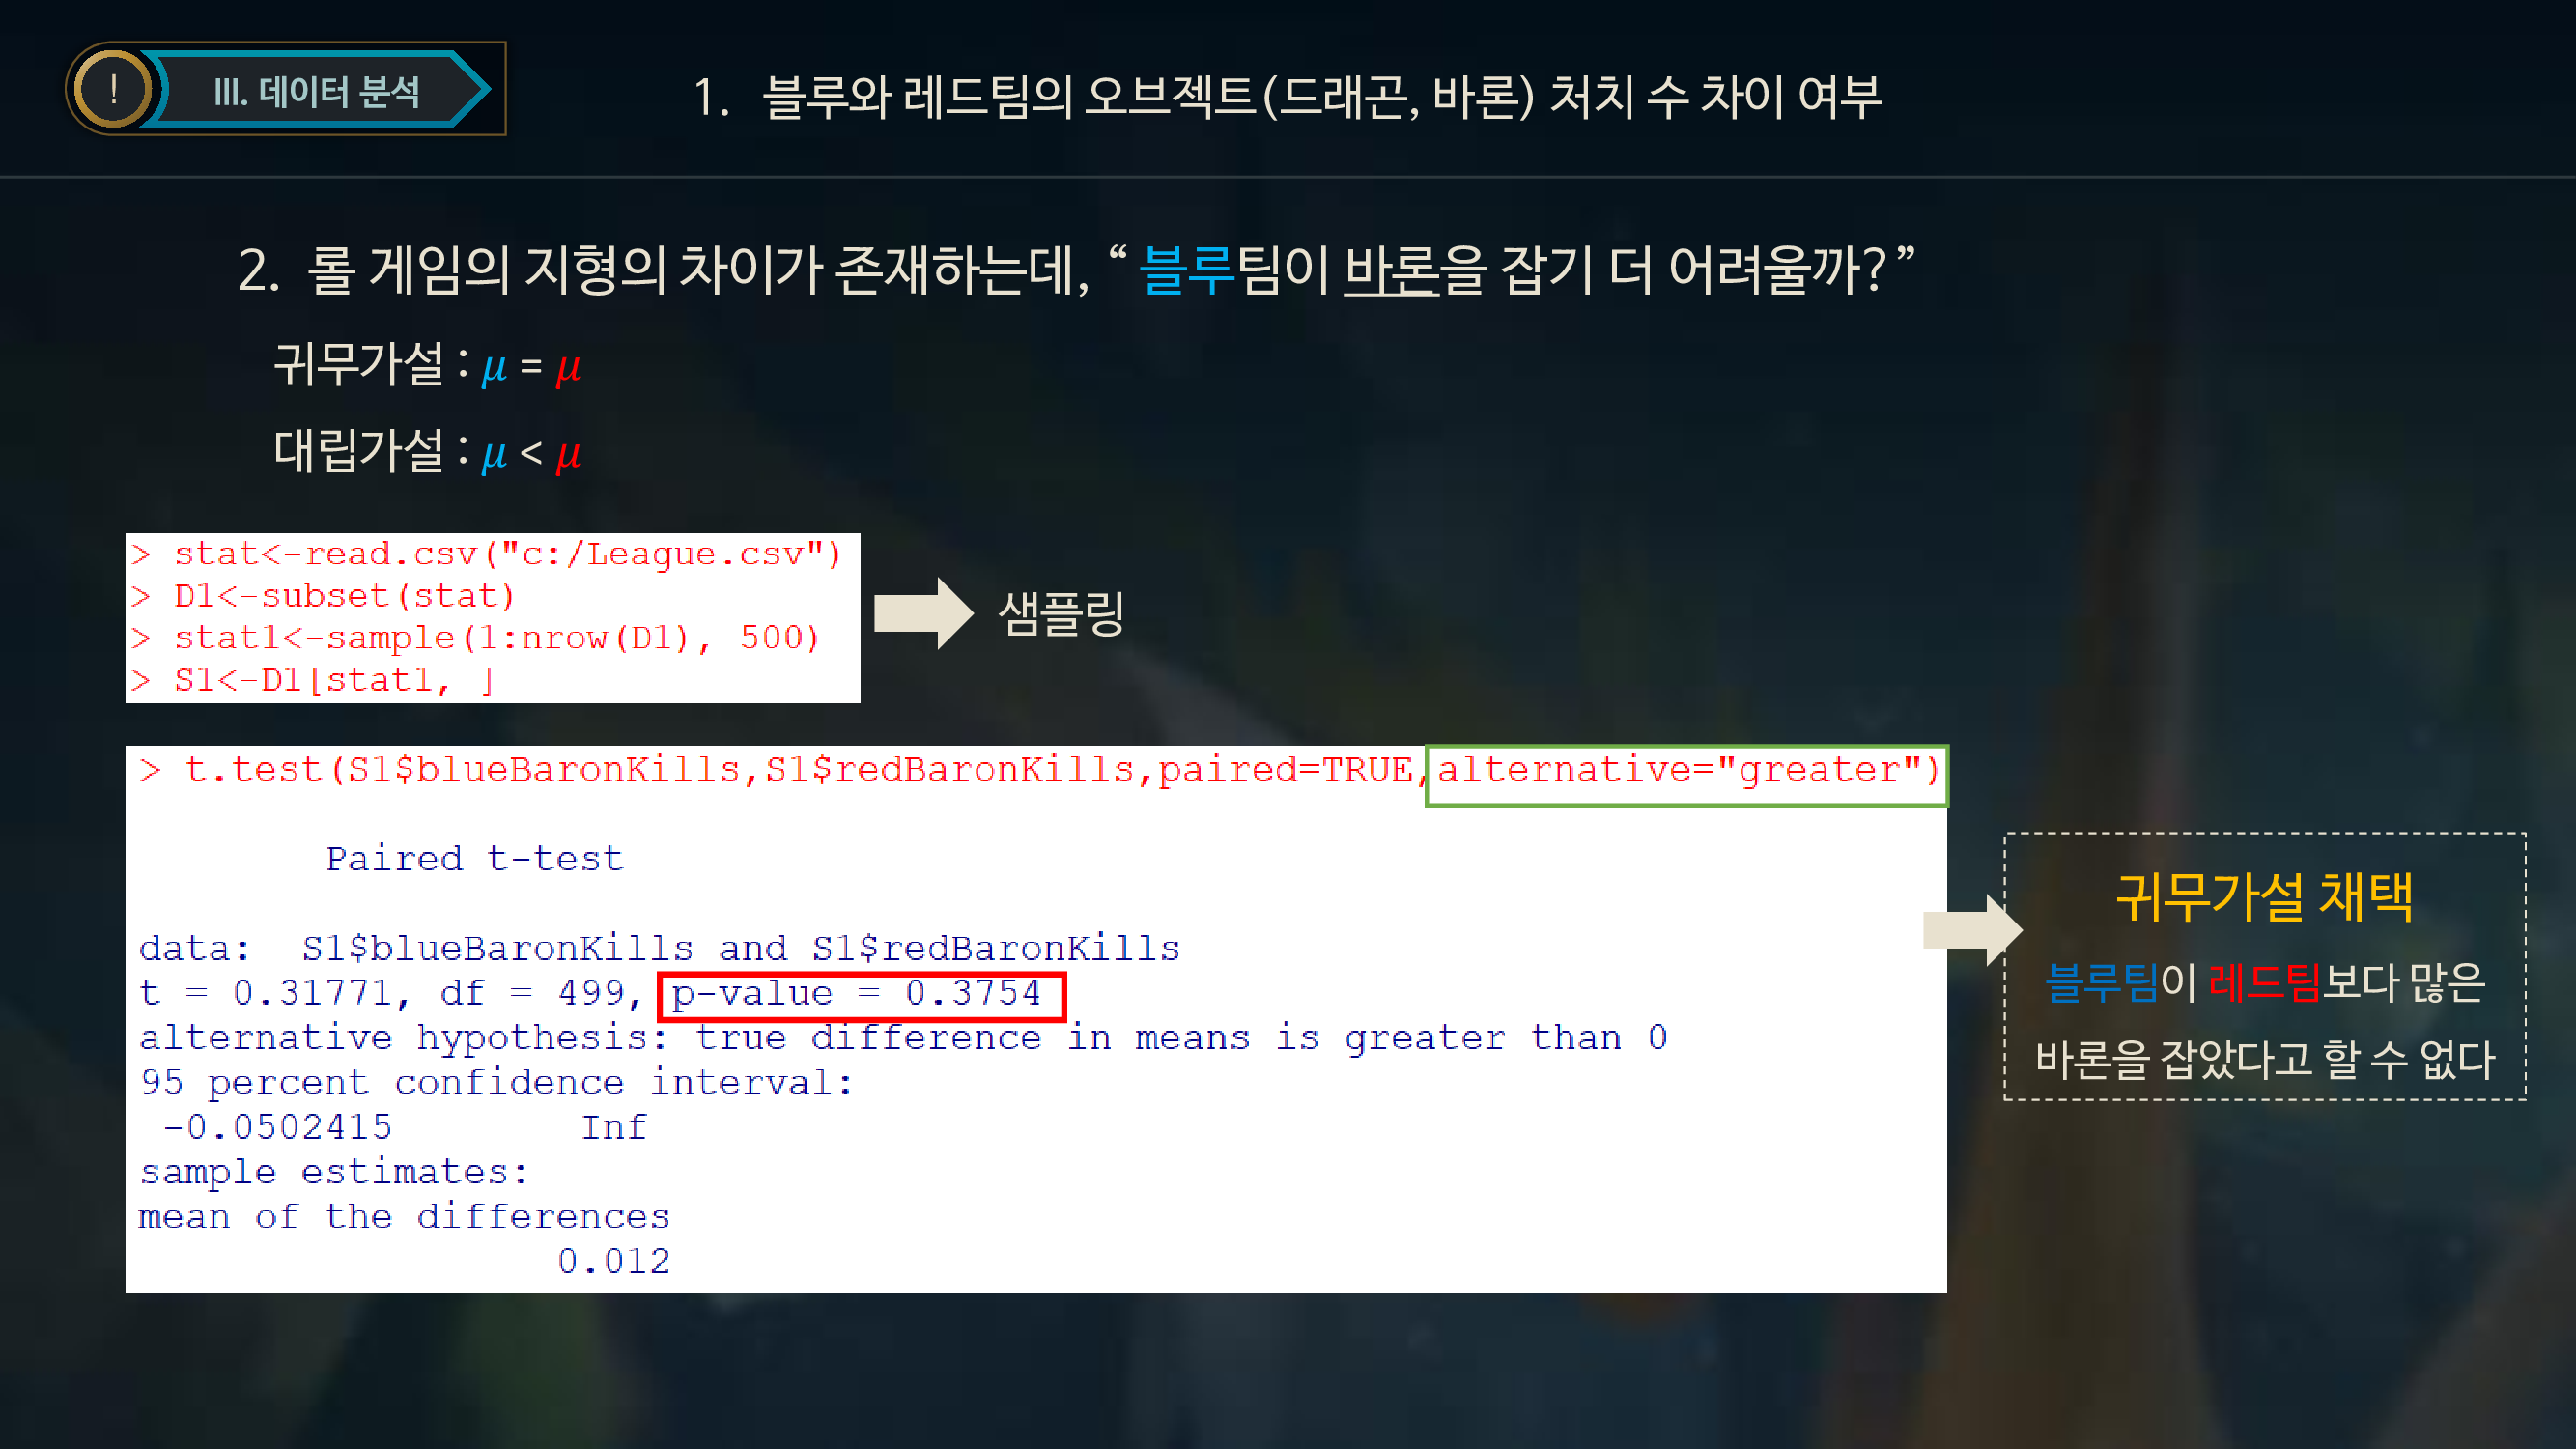 !
III. 데이터 분석
1. 블루와 레드팀의 오브젝트(드래곤, 바론) 처치 수 차이 여부
2. 롤 게임의 지형의 차이가 존재하는데, “ 블루팀이 바론을 잡기 더 어려울까?”
귀무가설 : μ = μ
대립가설 : μ < μ
> stat<-read.csv("c:/League.csv")
> D1<-subset(stat)
> stat1<-sample(1:nrow(D1), 500)
> S1<-D1[stat1, ]
샘플링
> t.test(S1$blueBaronKills,S1$redBaronKills,paired=TRUE,alternative="greater")
Paired t-test
data: S1$blueBaronKills and S1$redBaronKills
t = 0.31771, df = 499, p-value = 0.3754
alternative hypothesis: true difference in means is greater than 0
95 percent confidence interval:
-0.0502415 Inf
sample estimates:
mean of the differences
0.012
귀무가설 채택
블루팀이 레드팀보다 많은
바론을 잡았다고 할 수 없다